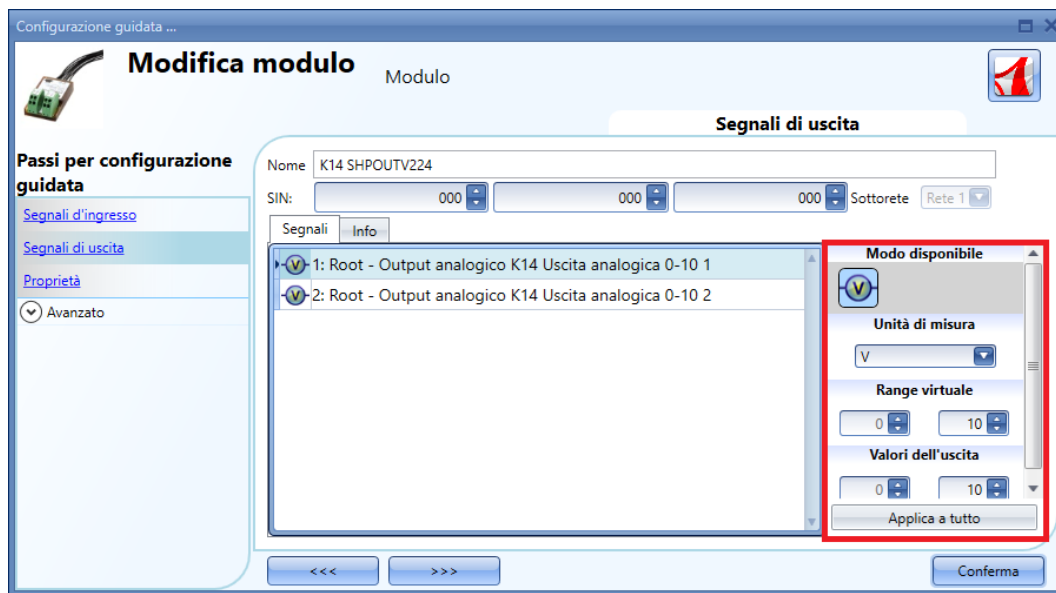 Configurazione guidata ...
Modifica modulo
Modulo
Segnali di uscita
Passi per configurazione
guidata
Segnali d'ingresso
Segnali di uscita
Proprietà
Avanzato
Nome K14 SHPOUTV224
SIN: 000 000 000 Sottorete Rete 1
Segnali Info
V 1: Root - Output analogico K14 Uscita analogica 0-10 1
V 2: Root - Output analogico K14 Uscita analogica 0-10 2
Modo disponibile
V
Unità di misura
V
Range virtuale
0 10
Valori dell'uscita
0 10
Applica a tutto
<<< >>> Conferma